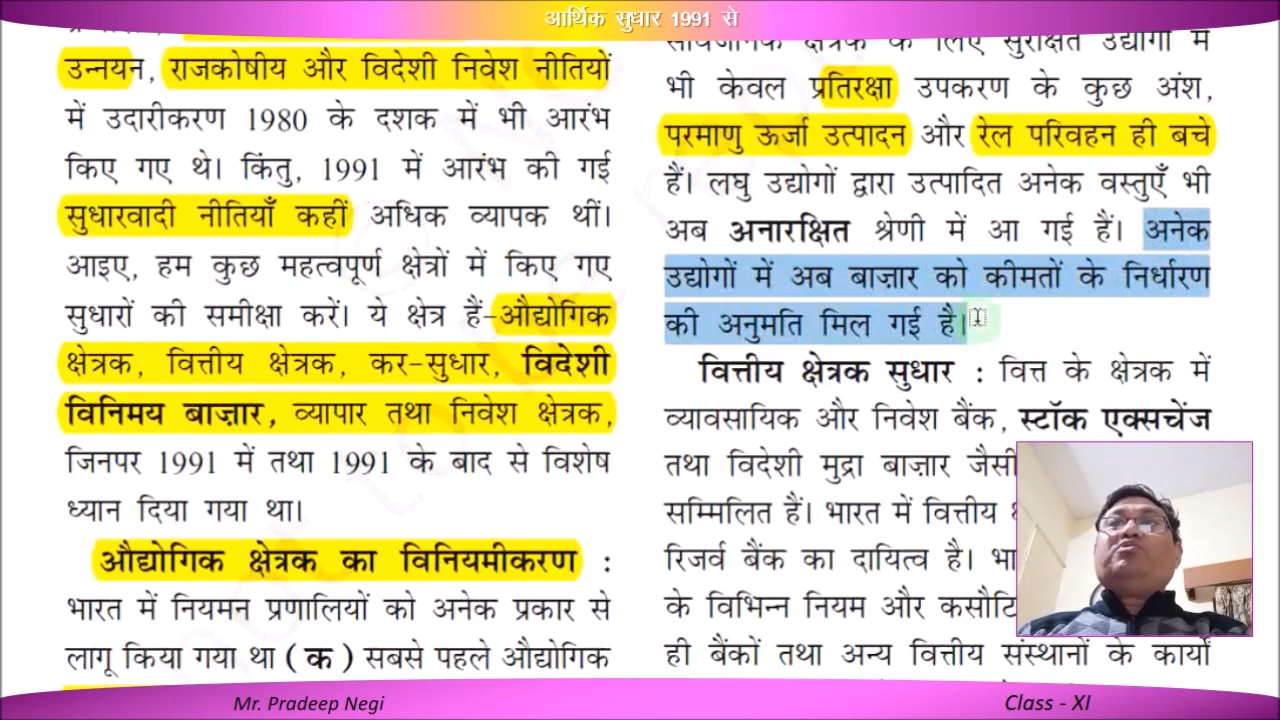 आर्थिक सुधार 1991 से
उन्नयन, राजकोषीय और विदेशी निवेश नीतियों
में उदारीकरण 1980 के दशक में भी आरंभ
किए गए थे। किंतु, 1991 में आरंभ की गई
सुधारवादी नीतियाँ कहीं अधिक व्यापक थीं।
आइए, हम कुछ महत्वपूर्ण क्षेत्रों में किए गए
सुधारों की समीक्षा करें। ये क्षेत्र हैं-औद्योगिक
क्षेत्रक, वित्तीय क्षेत्रक, कर-सुधार, विदेशी
विनिमय बाज़ार, व्यापार तथा निवेश क्षेत्रक,
जिनपर 1991 में तथा 1991 के बाद से विशेष
ध्यान दिया गया था।
औद्योगिक क्षेत्रक का विनियमीकरण :
भारत में नियमन प्रणालियों को अनेक प्रकार से
लागू किया गया था (क) सबसे पहले औद्योगिक
सार्वजनिक क्षेत्रक के लिए सुरक्षित उद्योगों में
भी केवल प्रतिरक्षा उपकरण के कुछ अंश,
परमाणु ऊर्जा उत्पादन और रेल परिवहन ही बचे
हैं। लघु उद्योगों द्वारा उत्पादित अनेक वस्तुएँ भी
अब अनारक्षित श्रेणी में आ गई हैं। अनेक
उद्योगों में अब बाज़ार को कीमतों के निर्धारण
की अनुमति मिल गई है।
वित्तीय क्षेत्रक सुधार : वित्त के क्षेत्रक में
व्यावसायिक और निवेश बैंक, स्टॉक एक्सचेंज
तथा विदेशी मुद्रा बाज़ार जैसी
सम्मिलित हैं। भारत में वित्तीय
रिजर्व बैंक का दायित्व है।
के विभिन्न नियम और
ही बैंकों तथा अन्य वित्तीय संस्थानों के कार्यों
Mr. Pradeep Negi
Class - XI